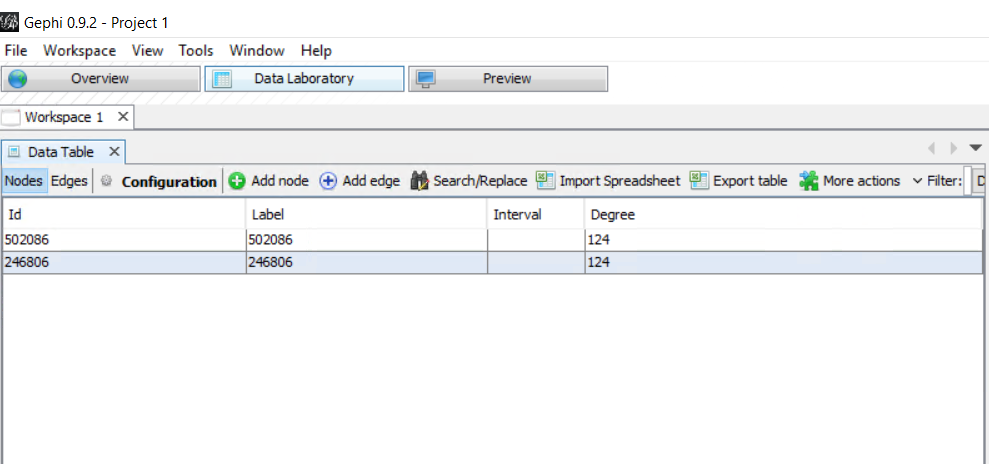 Gephi 0.9.2 - Project 1
File Workspace View Tools Window Help
Overview Data Laboratory Preview
Workspace 1
Data Table
Nodes Edges Configuration Add node Add edge Search/Replace Import Spreadsheet Export table More actions Filter:
Id Label Interval Degree
502086 502086 124
246806 246806 124